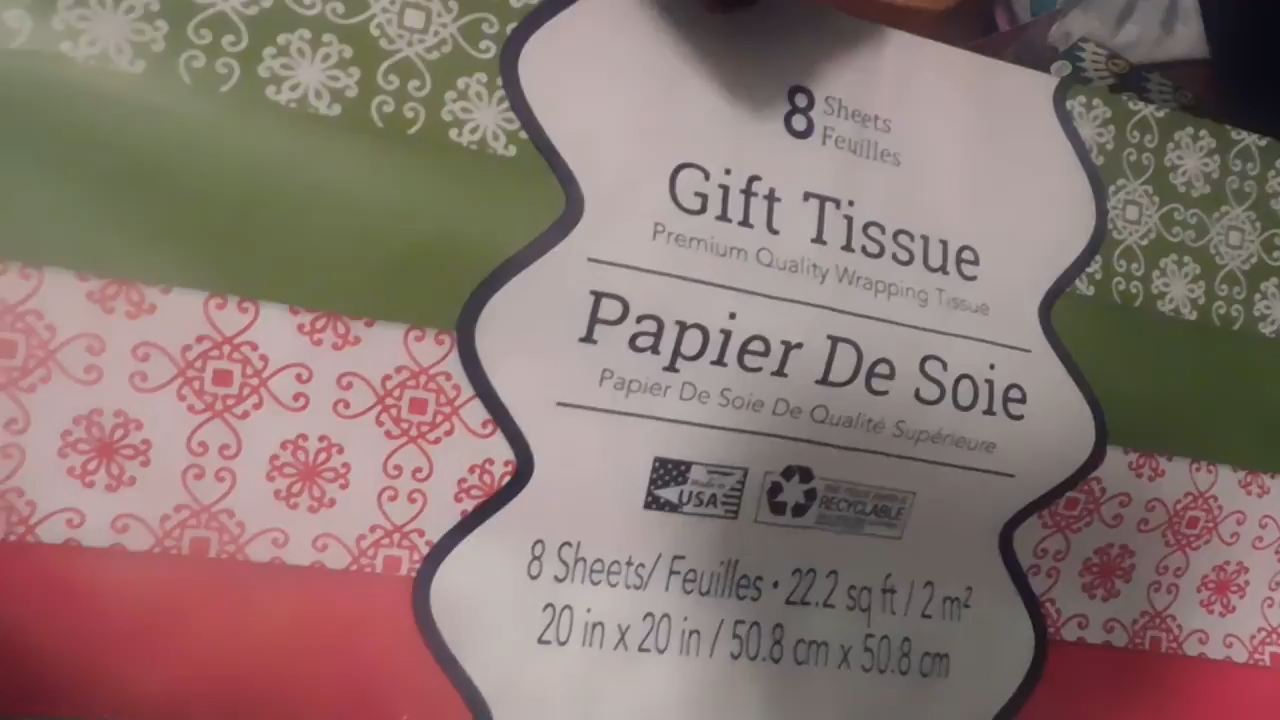 8 Sheets
Feuilles
Gift Tissue
Premium Quality Wrapping Tissue
Papier De Soie
Papier De Soie De Qualité Supérieure
Made in
USA
RECYCLABLE
8 Sheets/ Feuilles · 22.2 sq ft / 2 m²
20 in x 20 in / 50.8 cm x 50.8 cm